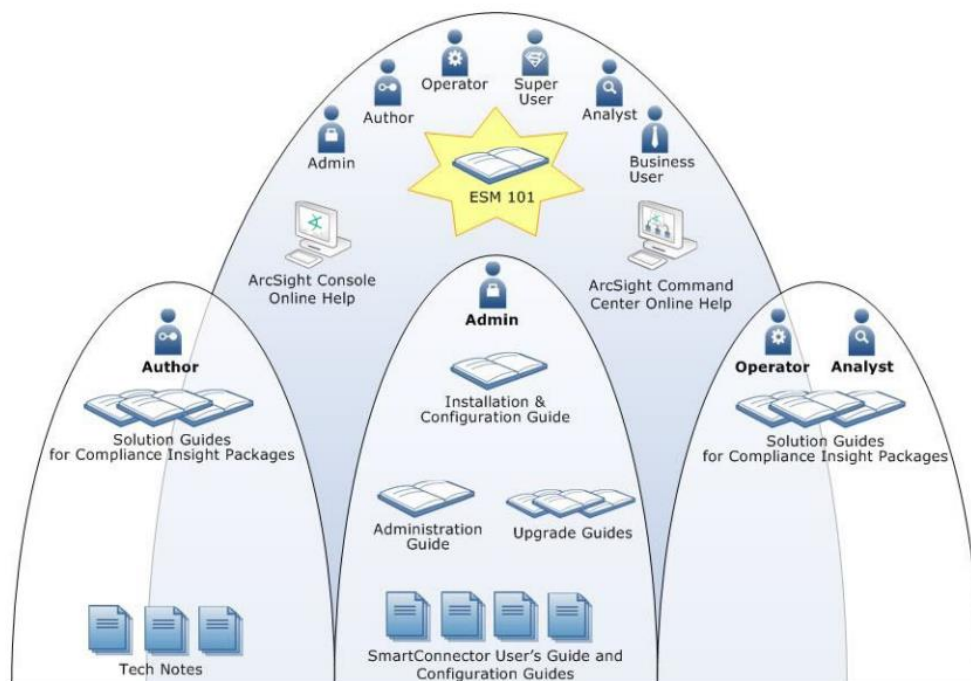 Operator
Super
User
Author
Analyst
Admin
Business
User
ESM 101
ArcSight Console
Online Help
ArcSight Command
Center Online Help
Admin
Author
Operator
Analyst
Installation &
Configuration Guide
Solution Guides
for Compliance Insight Packages
Solution Guides
for Compliance Insight Packages
Administration
Guide
Upgrade Guides
Tech Notes
SmartConnector User's Guide and
Configuration Guides